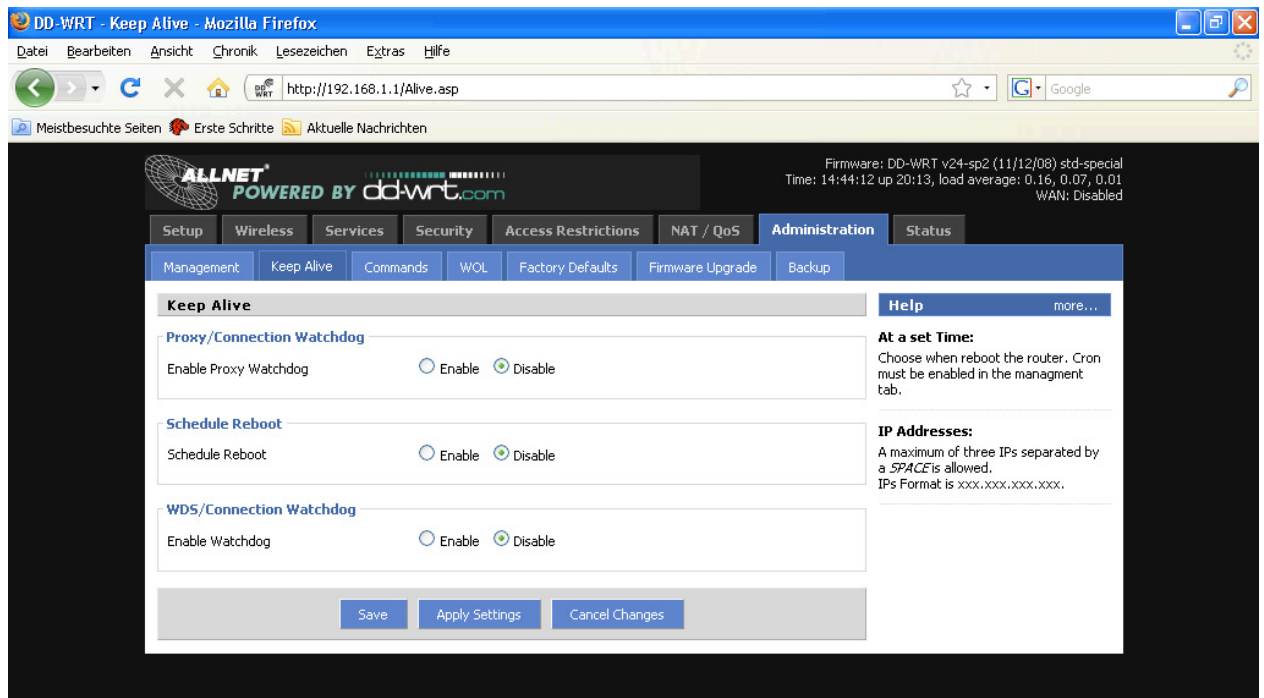 DD-WRT - Keep Alive - Mozilla Firefox
Datei Bearbeiten Ansicht Chronik Lesezeichen Extras Hilfe
DD WRT http://192.168.1.1/Alive.asp G Google
Meistbesuchte Seiten Erste Schritte Aktuelle Nachrichten
ALLNET
POWERED BY dd-wrt.com
Firmware: DD-WRT v24-sp2 (11/12/08) std-special
Time: 14:44:12 up 20:13, load average: 0.16, 0.07, 0.01
WAN: Disabled
Setup Wireless Services Security Access Restrictions NAT / QoS Administration Status
Management Keep Alive Commands WOL Factory Defaults Firmware Upgrade Backup
Keep Alive
Proxy/Connection Watchdog
Enable Proxy Watchdog Enable Disable
Schedule Reboot
Schedule Reboot Enable Disable
WDS/Connection Watchdog
Enable Watchdog Enable Disable
Save Apply Settings Cancel Changes
Help more...
At a set Time:
Choose when reboot the router. Cron
must be enabled in the managment
tab.
IP Addresses:
A maximum of three IPs separated by
a SPACE is allowed.
IPs Format is xxx.xxx.xxx.xxx.